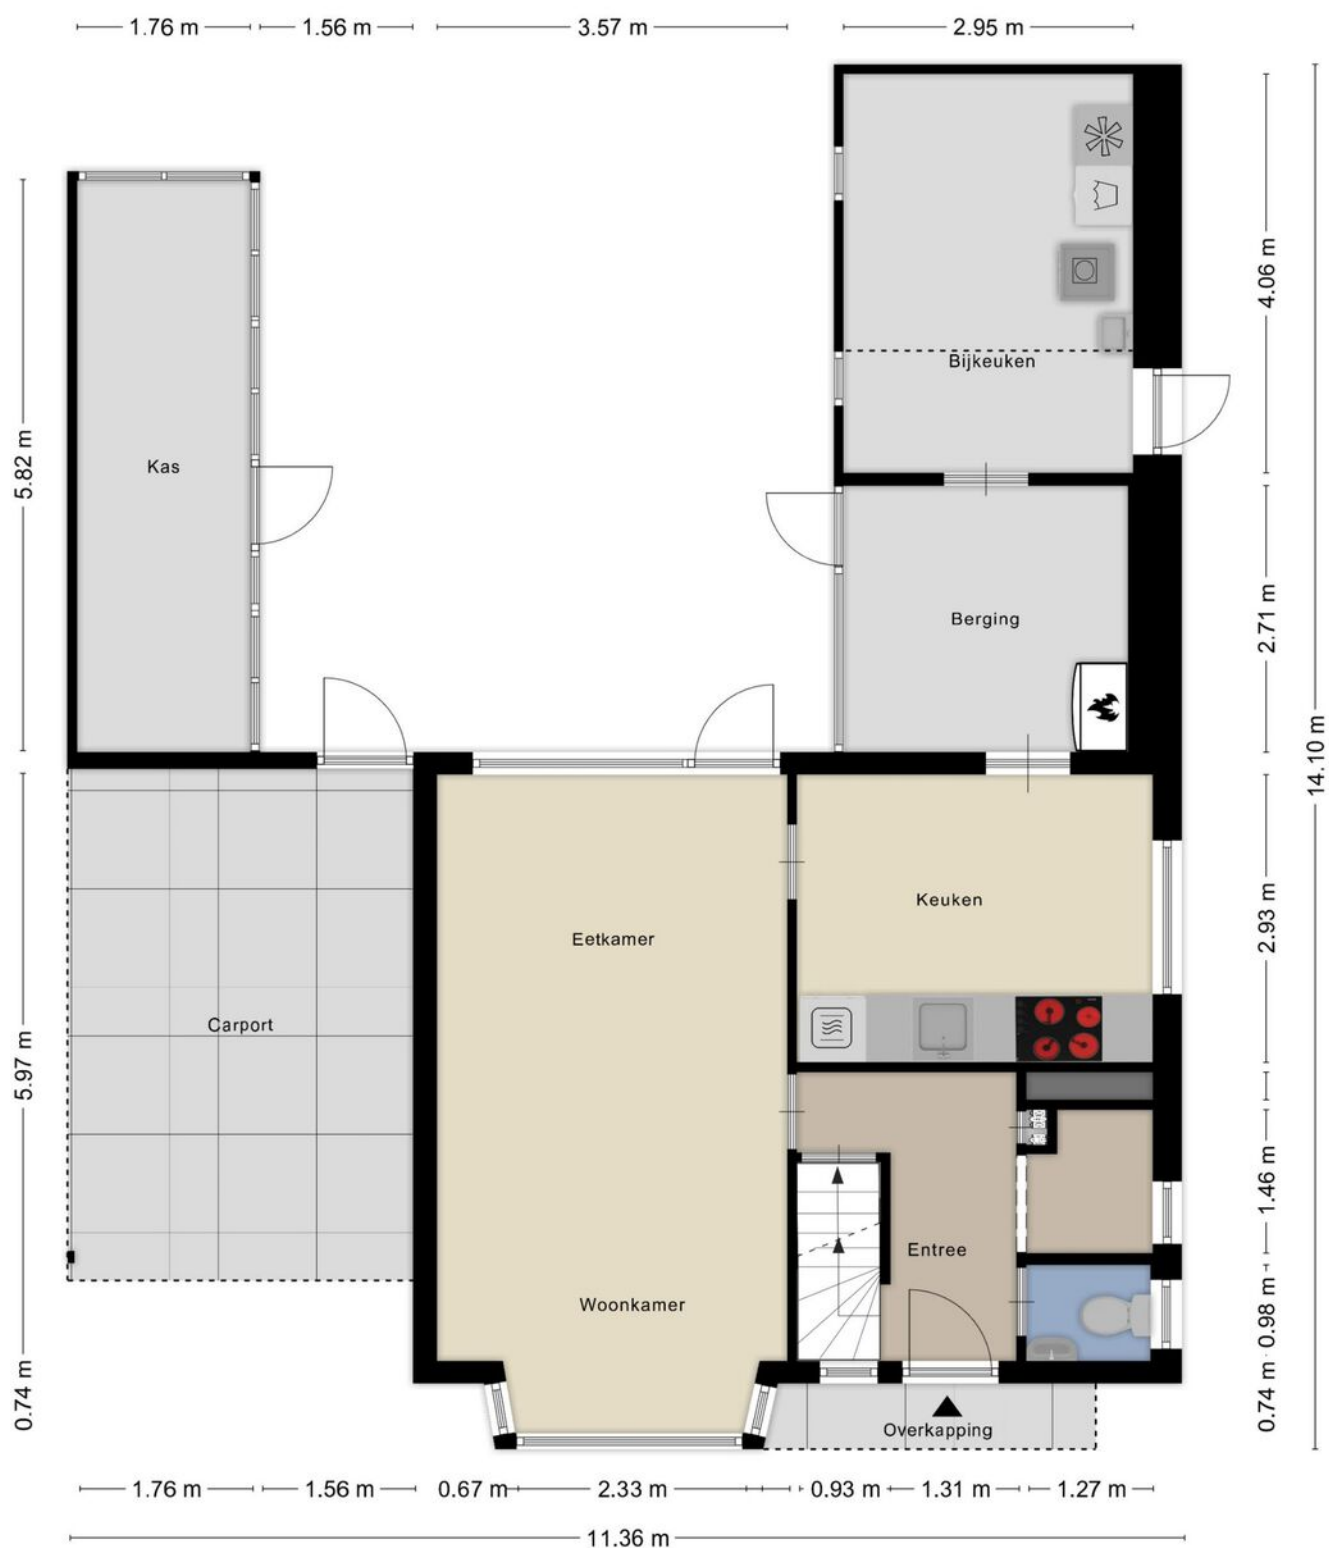 1.76 m
1.56 m
3.57 m
2.95 m
4.06 m
Bijkeuken
5.82 m
Kas
2.71 m
Berging
14.10 m
Keuken
2.93 m
Eetkamer
Carport
5.97 m
1.46 m
Entree
Woonkamer
0.98 m
0.74 m
0.74 m
Overkapping
1.76 m
1.56 m
0.67 m
2.33 m
0.93 m
1.31 m
1.27 m
11.36 m